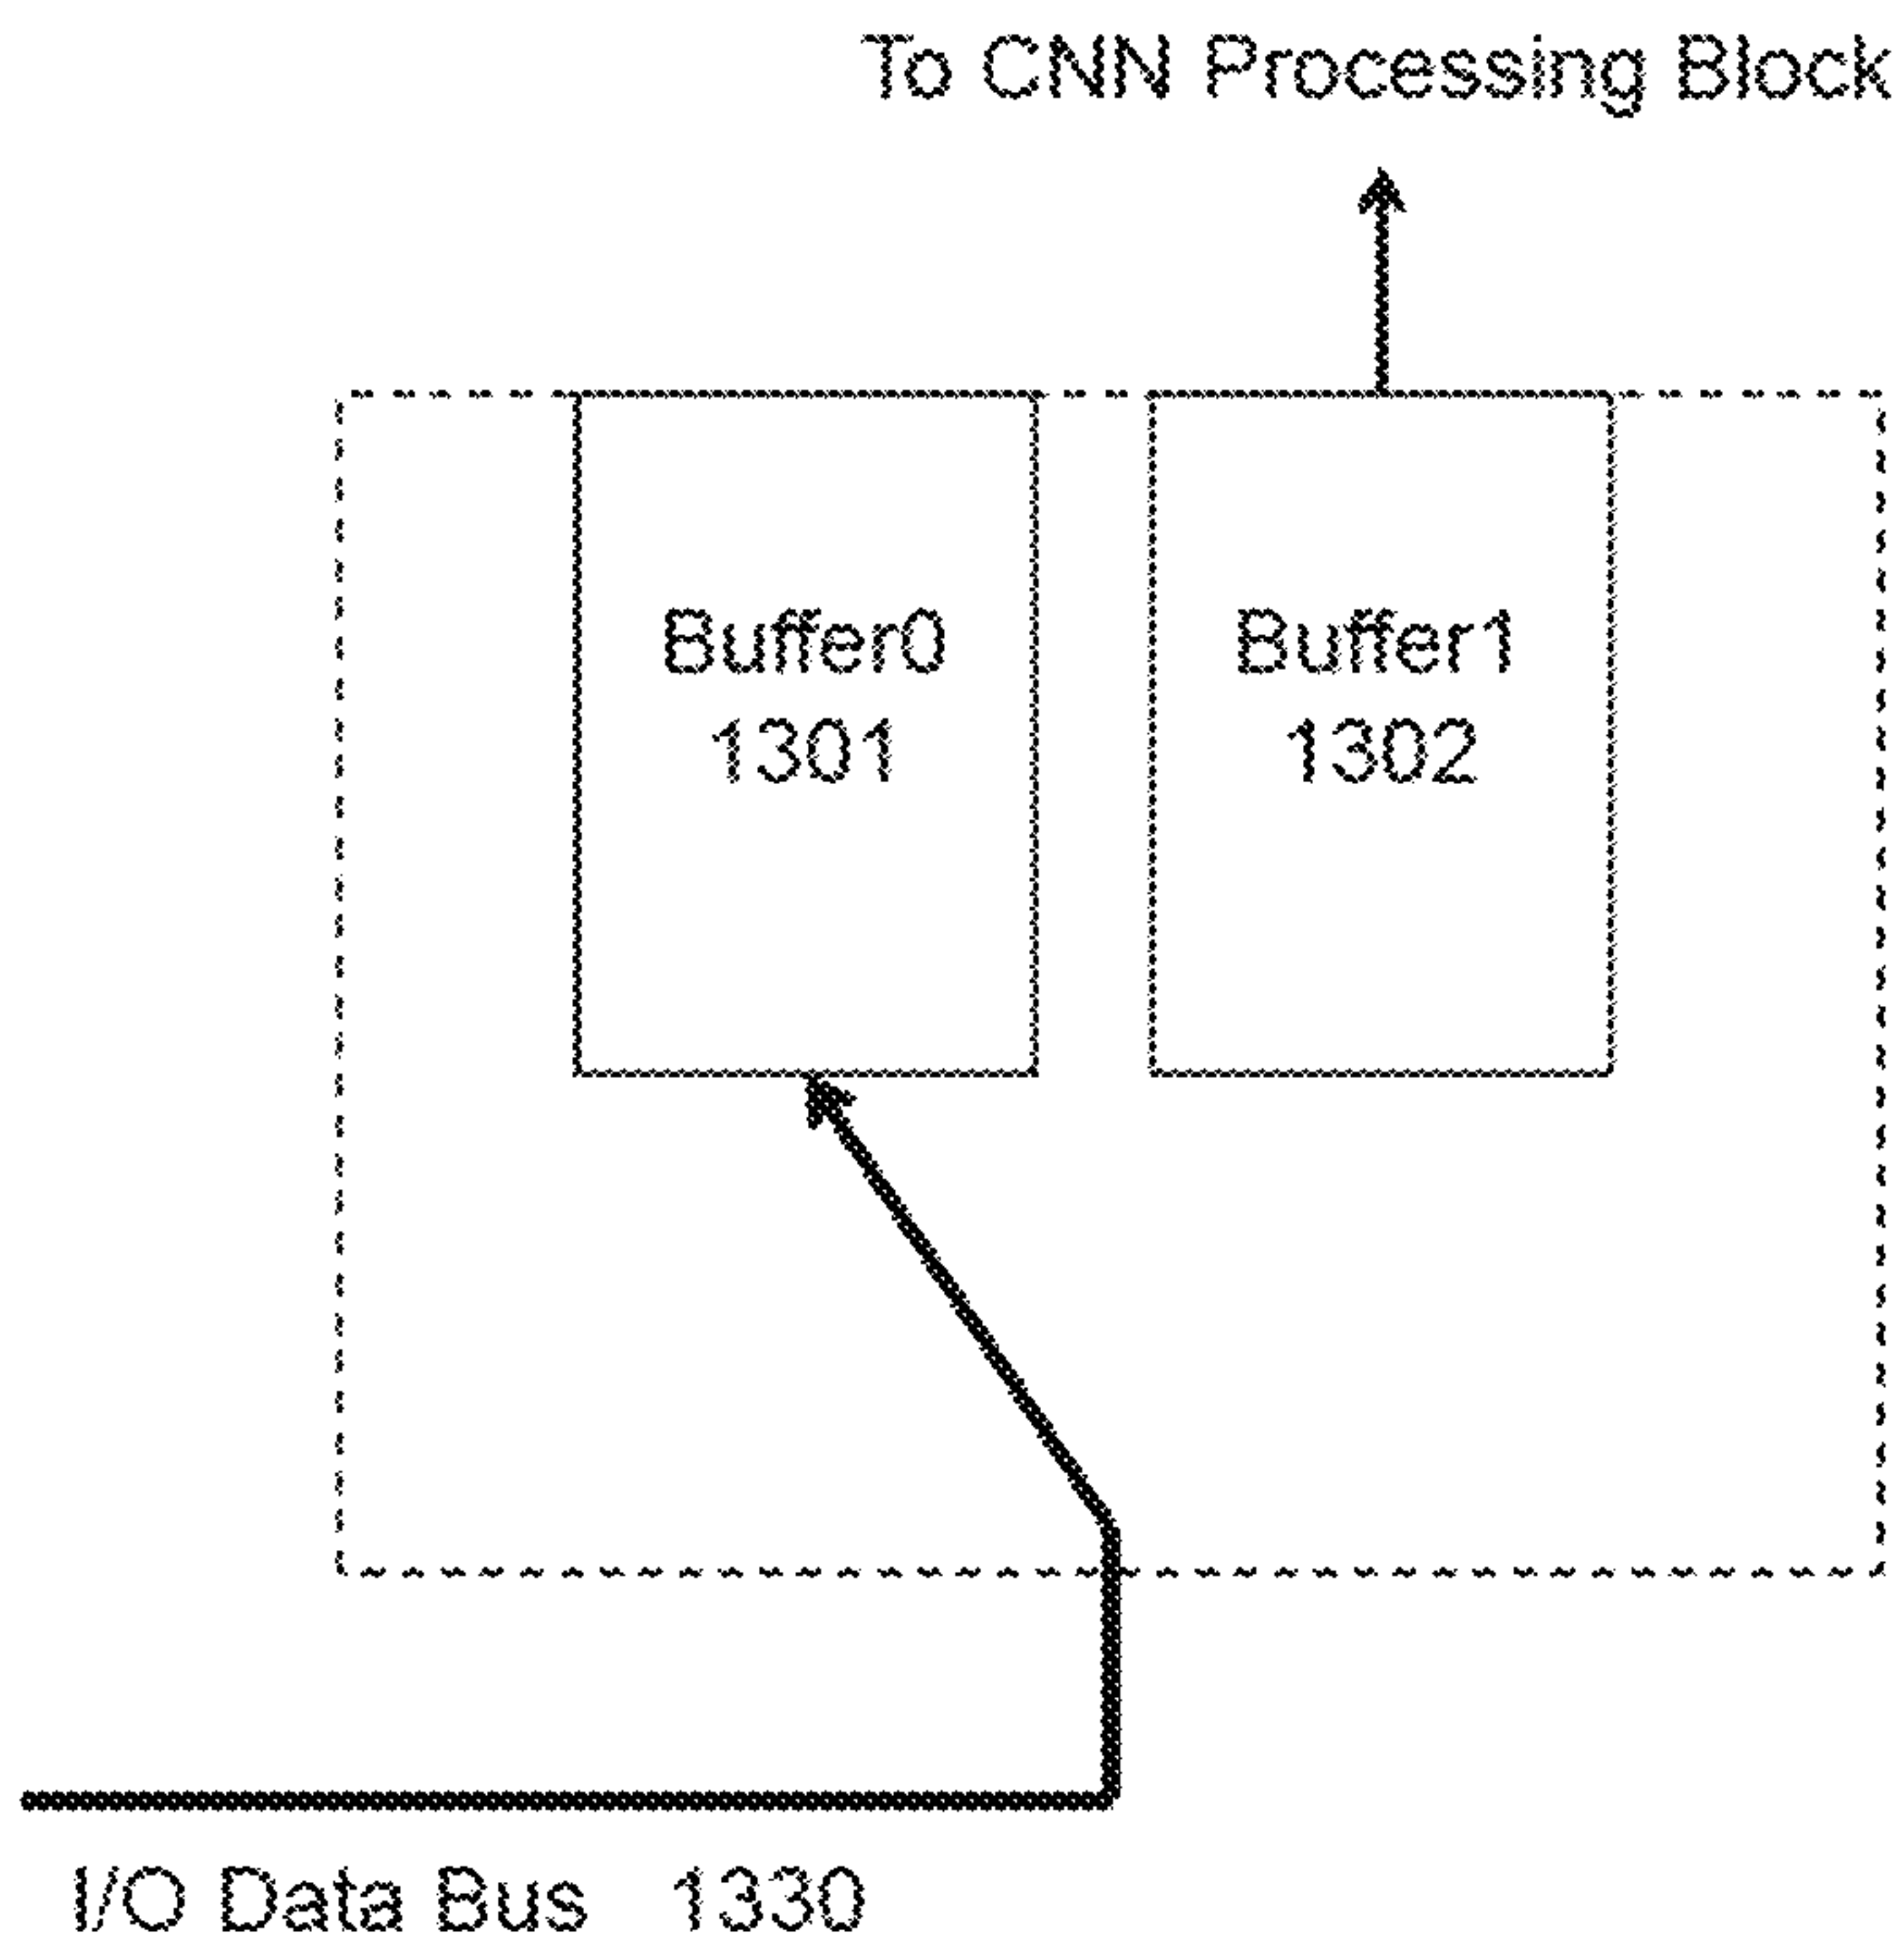 To CNN Processing Block
Buffer0
1301
Buffer1
1302
I/O Data Bus 1330